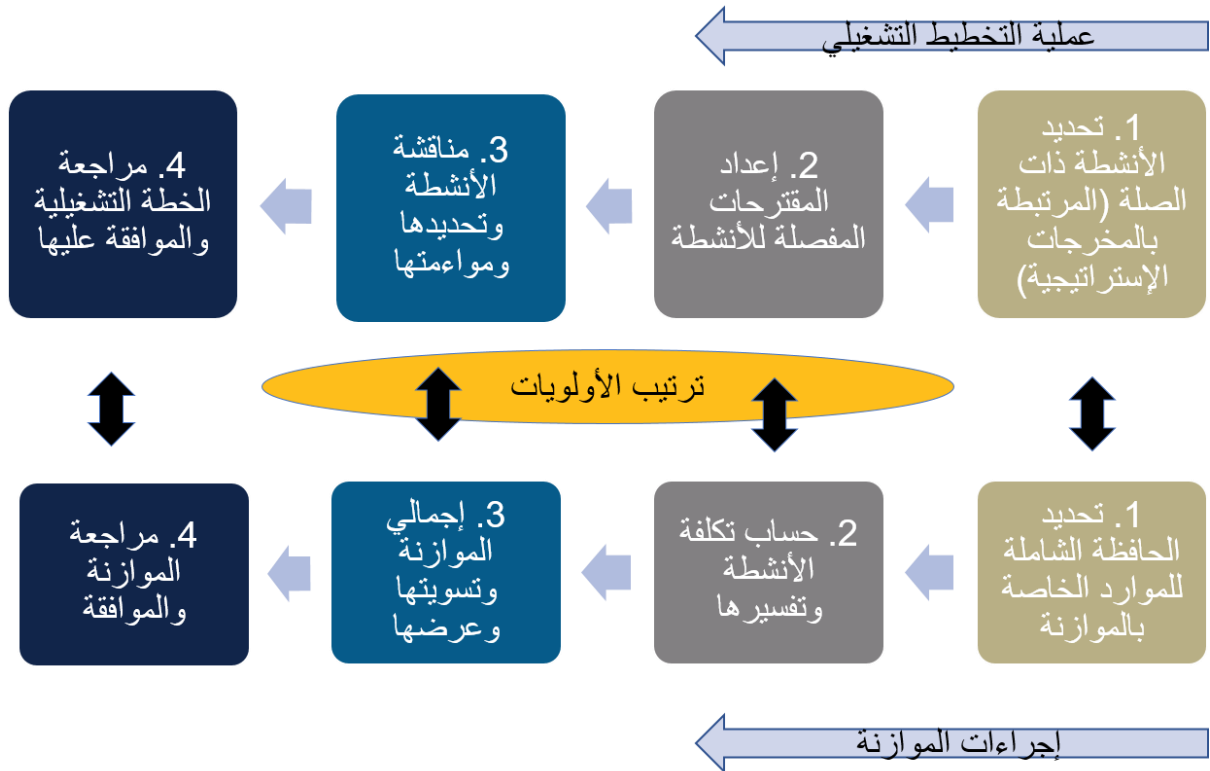 عملية التخطيط التشغيلي
1. تحديد
الأنشطة ذات
الصلة (المرتبطة
بالمخرجات
الإستراتيجية)
2. إعداد
المقترحات
المفصلة للأنشطة
3. مناقشة
الأنشطة
وتحديدها
ومواءمتها
4. مراجعة
الخطة التشغيلية
والموافقة عليها
ترتيب الأولويات
1. تحديد
الحافظة الشاملة
للموارد الخاصة
بالموازنة
2. حساب تكلفة
الأنشطة
وتفسيرها
3. إجمالي
الموازنة
وتسويتها
وعرضها
4. مراجعة
الموازنة
والموافقة
إجراءات الموازنة